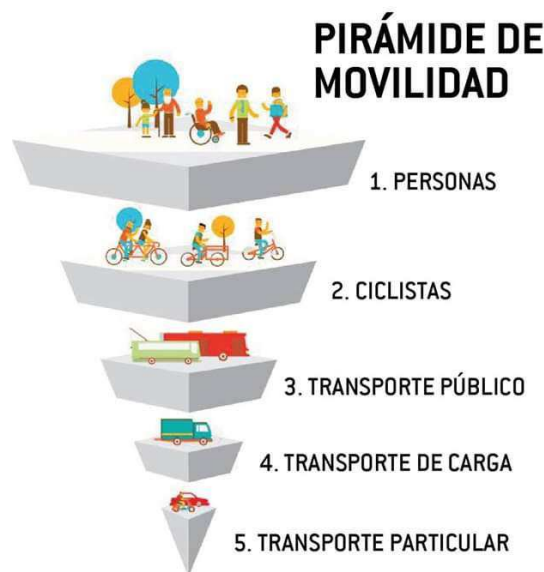 PIRÁMIDE DE
MOVILIDAD
1. PERSONAS
2. CICLISTAS
3. TRANSPORTE PÚBLICO
4. TRANSPORTE DE CARGA
5. TRANSPORTE PARTICULAR